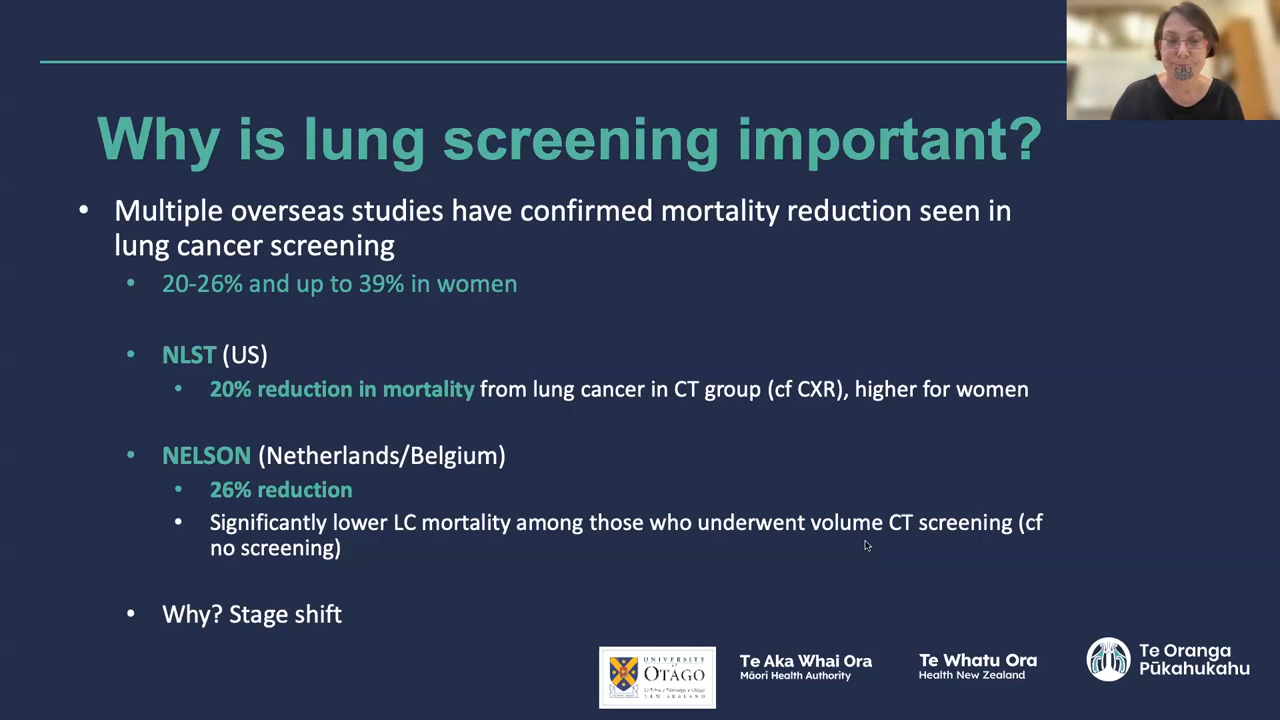 Why is lung screening important?
• Multiple overseas studies have confirmed mortality reduction seen in
lung cancer screening
• 20-26% and up to 39% in women
• NLST (US)
• 20% reduction in mortality from lung cancer in CT group (cf CXR), higher for women
• NELSON (Netherlands/Belgium)
• 26% reduction
• Significantly lower LC mortality among those who underwent volume CT screening (cf
no screening)
• Why? Stage shift
UNIVERSITY
of
OTAGO
NEW ZEALAND
Te Aka Whai Ora
Māori Health Authority
Te Whatu Ora
Health New Zealand
Te Oranga
Pūkahukahu